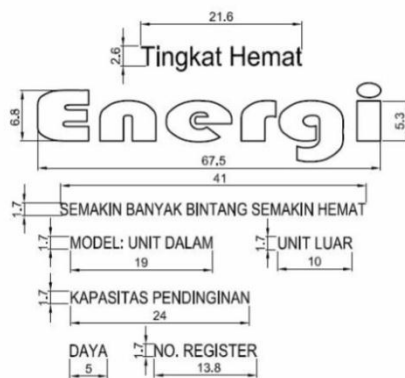 21.6
2.6 Tingkat Hemat
6.8 Energi 5.3
67.5
41
1.7 SEMAKIN BANYAK BINTANG SEMAKIN HEMAT
1.7 MODEL: UNIT DALAM 1.7 UNIT LUAR
19 10
1.7 KAPASITAS PENDINGINAN
24
DAYA 1.7 NO. REGISTER
5 13.8